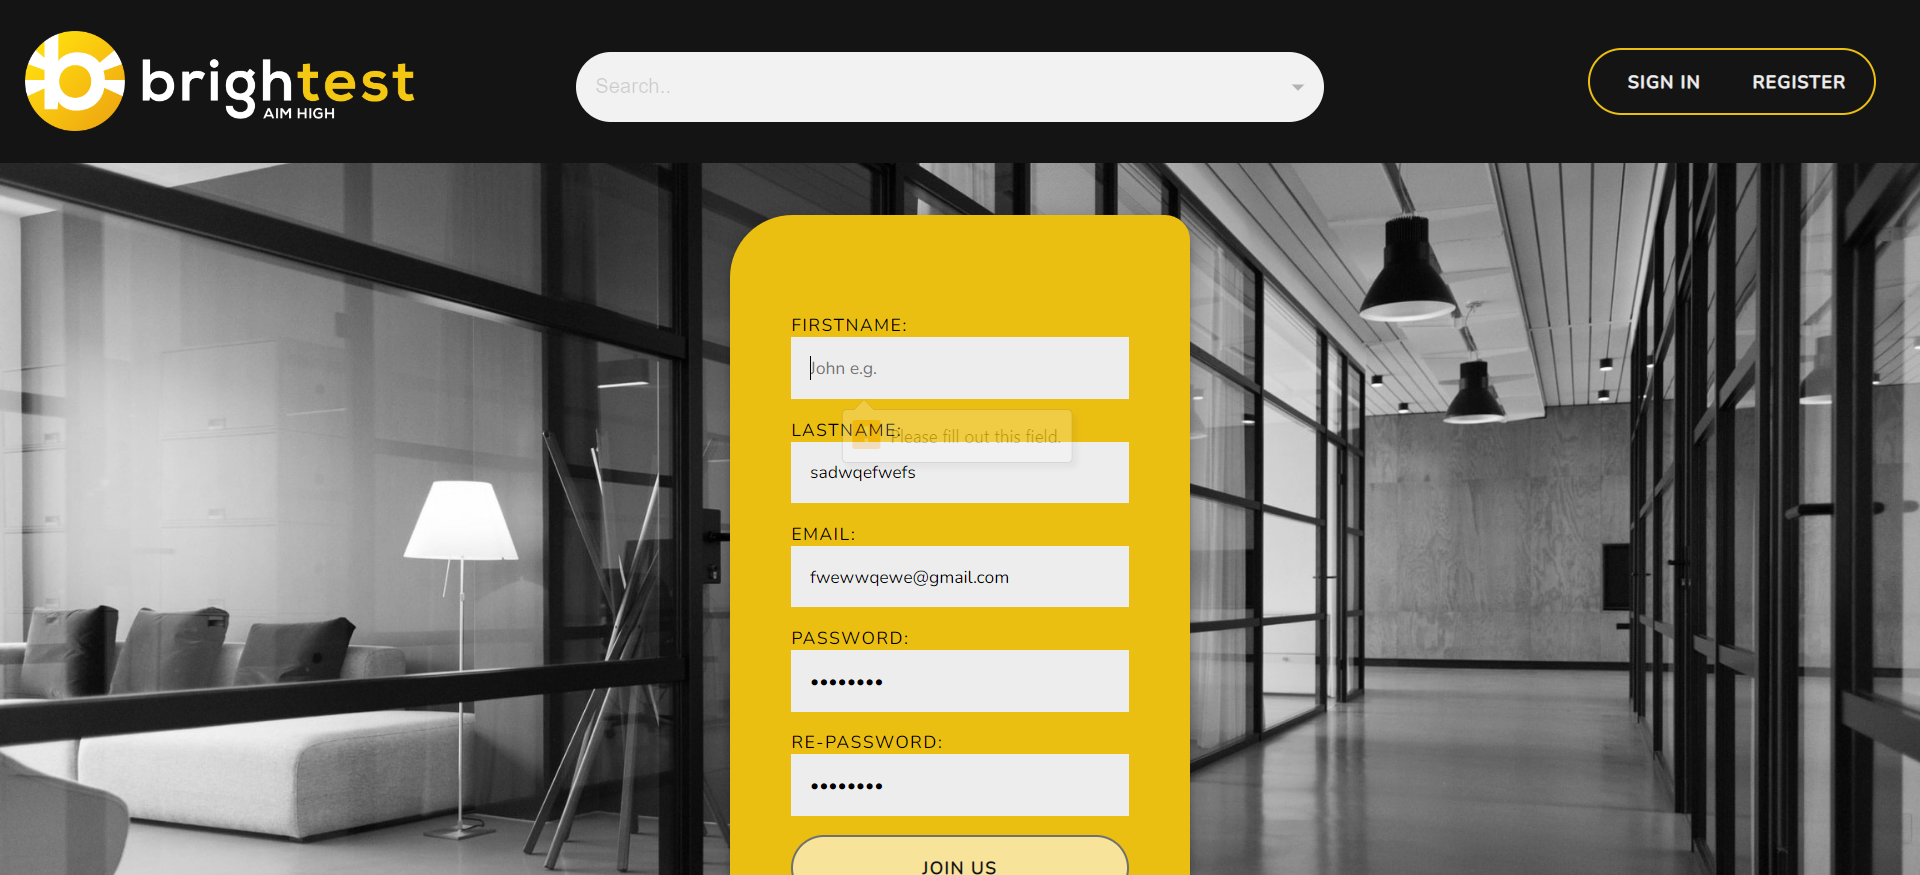 brightest
AIM HIGH
Search..
SIGN IN
REGISTER
FIRSTNAME:
John e.g.
LASTNAME:
Please fill out this field.
sadwqefwefs
EMAIL:
fwewwqewe@gmail.com
PASSWORD:
••••••••
RE-PASSWORD:
••••••••
JOIN US